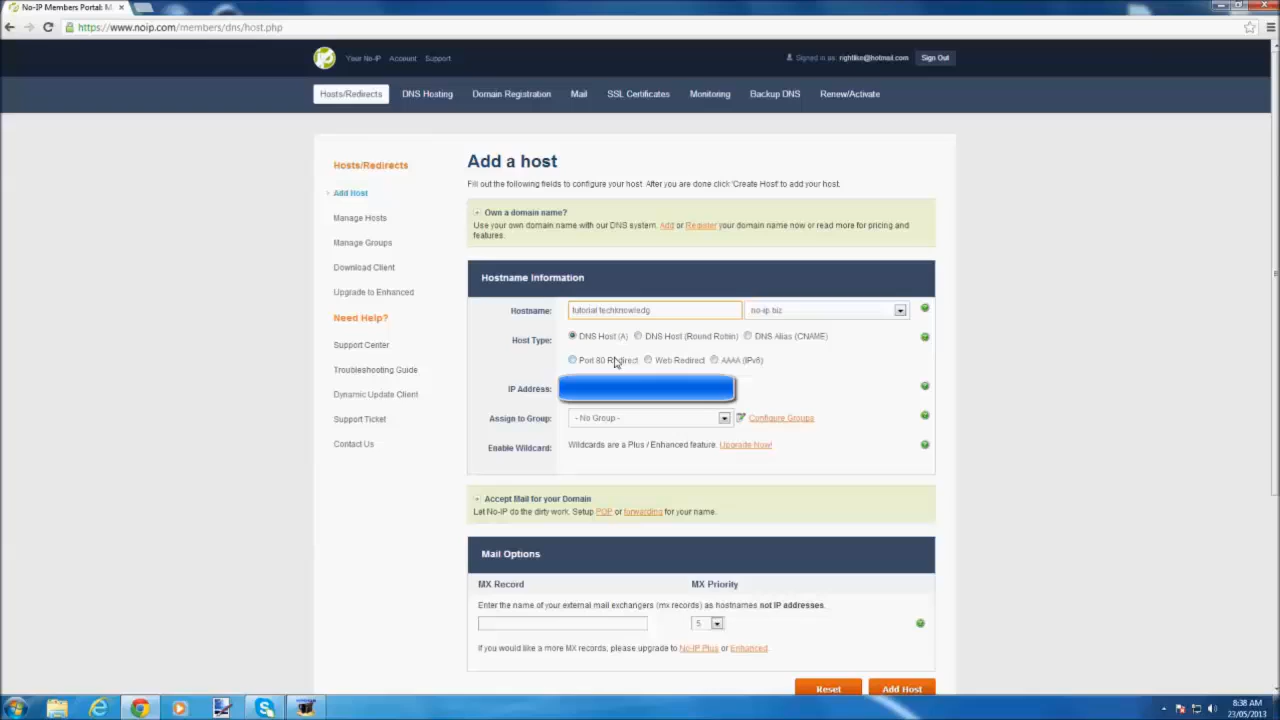 No-IP Members Portab M
https://www.noip.com/members/dns/host.php
Your No-IP Account Support
Signed in as: rightlius@hotmail.com Sign Out
Hosts/Redirects DNS Hosting Domain Registration Mail SSL Certificates Monitoring Backup DNS Renew/Activate
Hosts/Redirects
Add Host
Manage Hosts
Manage Groups
Download Client
Upgrade to Enhanced
Need Help?
Support Center
Troubleshooting Guide
Dynamic Update Client
Support Ticket
Contact Us
Add a host
Fill out the following fields to configure your host. After you are done click 'Create Host' to add your host.
Own a domain name?
Use your own domain name with our DNS system. Add or Register your domain name now or read more for pricing and
features.
Hostname Information
Hostname: tutorial techknowledg no-ip biz
Host Type: DNS Host (A) DNS Host (Round Robin) DNS Alias (CNAME)
Port 80 Redirect Web Redirect AAAA (IPv6)
IP Address:
Assign to Group: - No Group - Configure Groups
Enable Wildcard: Wildcards are a Plus / Enhanced feature. Upgrade Now!
Accept Mail for your Domain
Let No-IP do the dirty work. Setup POP or forwarding for your name.
Mail Options
MX Record MX Priority
Enter the name of your external mail exchangers (mx records) as hostnames not IP addresses.
5
If you would like a more MX records, please upgrade to No-IP Plus or Enhanced.
Reset Add Host
8:38 AM
23/05/2013